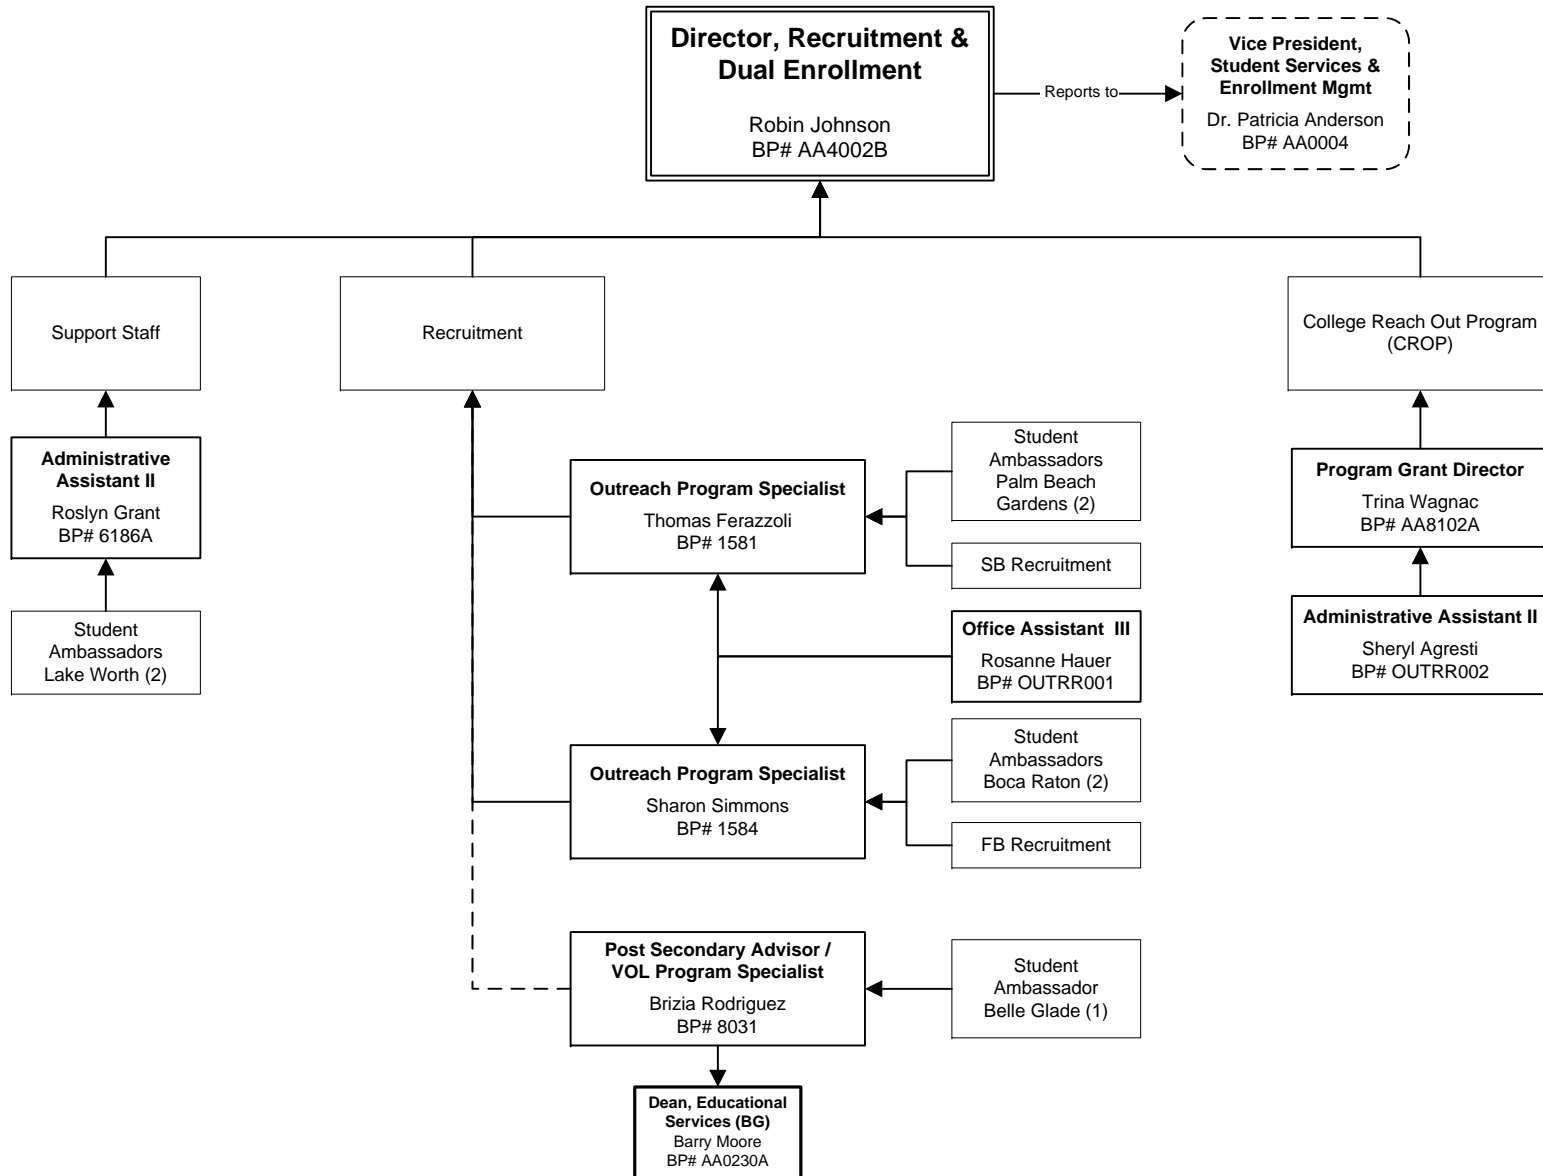 Director, Recruitment &
Dual Enrollment
Robin Johnson
BP# AA4002B
Reports to
Vice President,
Student Services &
Enrollment Mgmt
Dr. Patricia Anderson
BP# AA0004
Support Staff
Recruitment
College Reach Out Program
(CROP)
Administrative
Assistant II
Roslyn Grant
BP# 6186A
Student
Ambassadors
Lake Worth (2)
Outreach Program Specialist
Thomas Ferazzoli
BP# 1581
Student
Ambassadors
Palm Beach
Gardens (2)
SB Recruitment
Office Assistant  III
Rosanne Hauer
BP# OUTRR001
Outreach Program Specialist
Sharon Simmons
BP# 1584
Student
Ambassadors
Boca Raton (2)
FB Recruitment
Post Secondary Advisor /
VOL Program Specialist
Brizia Rodriguez
BP# 8031
Student
Ambassador
Belle Glade (1)
Dean, Educational
Services (BG)
Barry Moore
BP# AA0230A
Program Grant Director
Trina Wagnac
BP# AA8102A
Administrative Assistant II
Sheryl Agresti
BP# OUTRR002